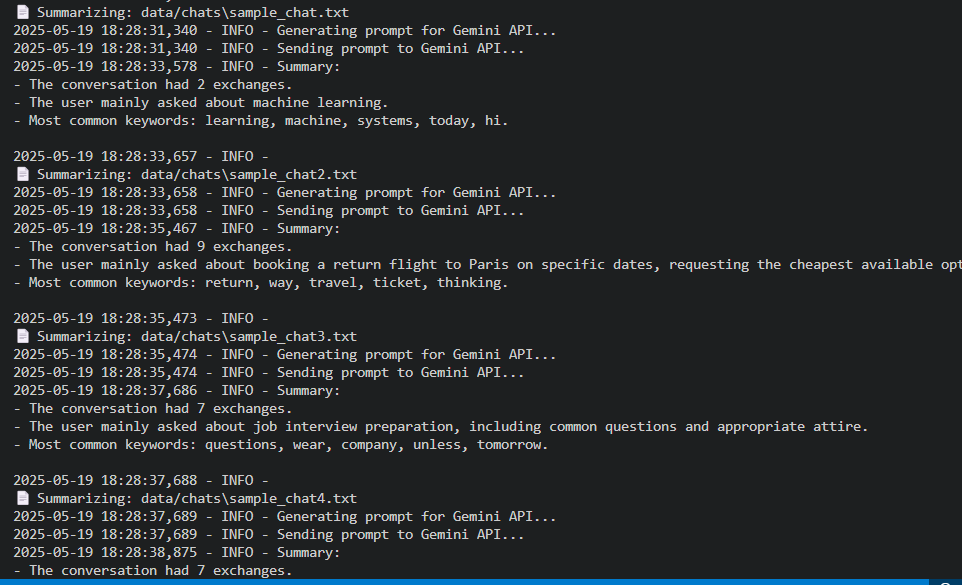 📄 Summarizing: data/chats\sample_chat.txt
2025-05-19 18:28:31,340 - INFO - Generating prompt for Gemini API...
2025-05-19 18:28:31,340 - INFO - Sending prompt to Gemini API...
2025-05-19 18:28:33,578 - INFO - Summary:
- The conversation had 2 exchanges.
- The user mainly asked about machine learning.
- Most common keywords: learning, machine, systems, today, hi.

2025-05-19 18:28:33,657 - INFO -
📄 Summarizing: data/chats\sample_chat2.txt
2025-05-19 18:28:33,658 - INFO - Generating prompt for Gemini API...
2025-05-19 18:28:33,658 - INFO - Sending prompt to Gemini API...
2025-05-19 18:28:35,467 - INFO - Summary:
- The conversation had 9 exchanges.
- The user mainly asked about booking a return flight to Paris on specific dates, requesting the cheapest available opt
- Most common keywords: return, way, travel, ticket, thinking.

2025-05-19 18:28:35,473 - INFO -
📄 Summarizing: data/chats\sample_chat3.txt
2025-05-19 18:28:35,474 - INFO - Generating prompt for Gemini API...
2025-05-19 18:28:35,474 - INFO - Sending prompt to Gemini API...
2025-05-19 18:28:37,686 - INFO - Summary:
- The conversation had 7 exchanges.
- The user mainly asked about job interview preparation, including common questions and appropriate attire.
- Most common keywords: questions, wear, company, unless, tomorrow.

2025-05-19 18:28:37,688 - INFO -
📄 Summarizing: data/chats\sample_chat4.txt
2025-05-19 18:28:37,689 - INFO - Generating prompt for Gemini API...
2025-05-19 18:28:37,689 - INFO - Sending prompt to Gemini API...
2025-05-19 18:28:38,875 - INFO - Summary:
- The conversation had 7 exchanges.